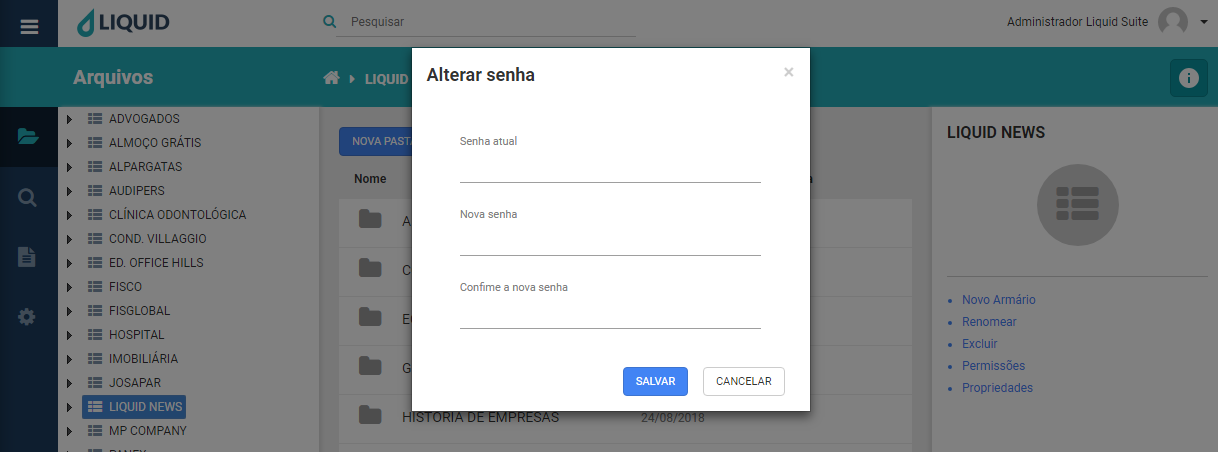 LIQUID
Pesquisar
Administrador Liquid Suite
Arquivos
LIQUID
Alterar senha
×
Senha atual
Nova senha
Confime a nova senha
SALVAR
CANCELAR
ADVOGADOS
ALMOÇO GRÁTIS
ALPARGATAS
AUDIPERS
CLÍNICA ODONTOLÓGICA
COND. VILLAGGIO
ED. OFFICE HILLS
FISCO
FISGLOBAL
HOSPITAL
IMOBILIÁRIA
JOSAPAR
LIQUID NEWS
MP COMPANY
NOVA
Nome
HISTÓRIA DE EMPRESAS
24/08/2018
LIQUID NEWS
Novo Armário
Renomear
Excluir
Permissões
Propriedades